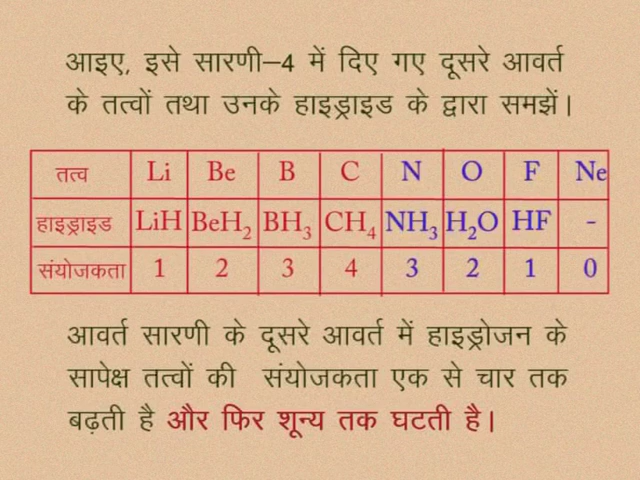 आइए, इसे सारणी–4 में दिए गए दूसरे आवर्त
के तत्वों तथा उनके हाइड्राइड के द्वारा समझें।
तत्व Li Be B C N O F Ne
हाइड्राइड LiH BeH₂ BH₃ CH₄ NH₃ H₂O HF -
संयोजकता 1 2 3 4 3 2 1 0
आवर्त सारणी के दूसरे आवर्त में हाइड्रोजन के
सापेक्ष तत्वों की संयोजकता एक से चार तक
बढ़ती है और फिर शून्य तक घटती है।